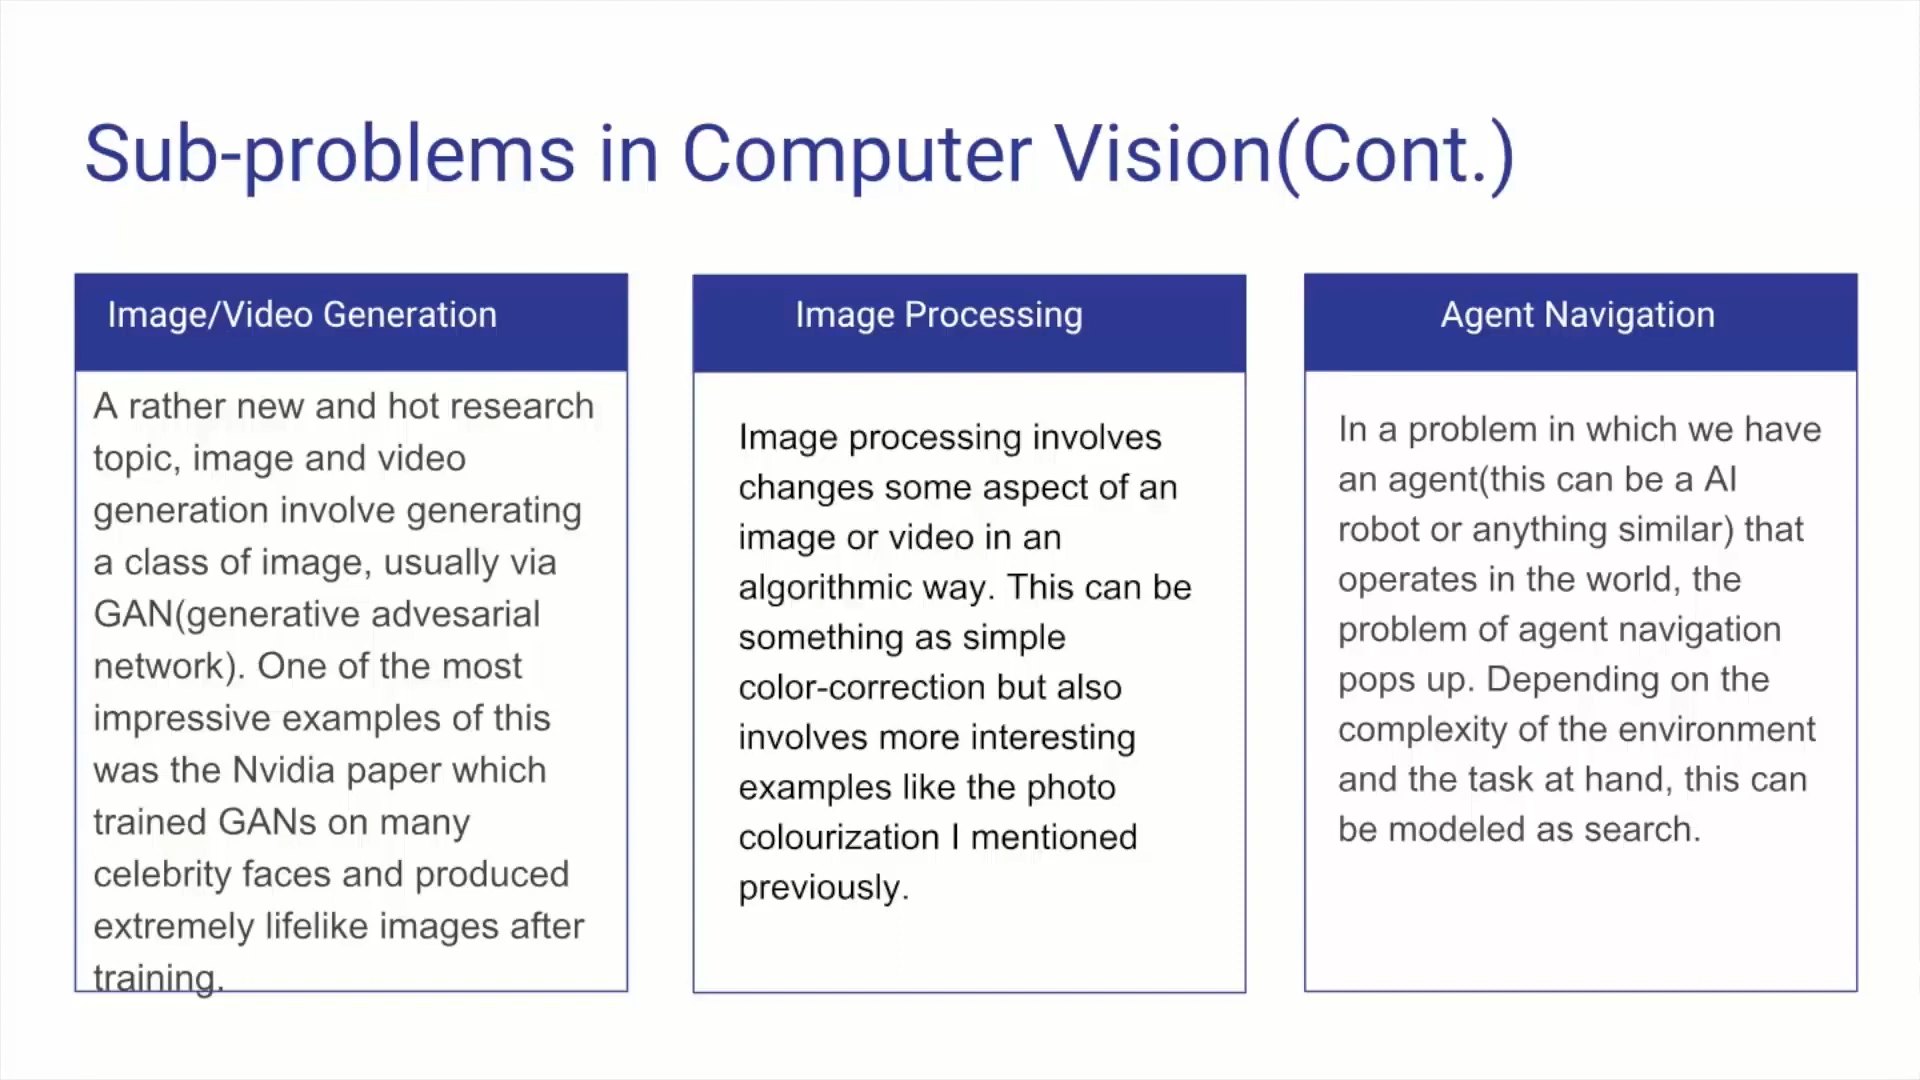 Sub-problems in Computer Vision(Cont.)
Image/Video Generation
A rather new and hot research
topic, image and video
generation involve generating
a class of image, usually via
GAN(generative advesarial
network). One of the most
impressive examples of this
was the Nvidia paper which
trained GANs on many
celebrity faces and produced
extremely lifelike images after
training.
Image Processing
Image processing involves
changes some aspect of an
image or video in an
algorithmic way. This can be
something as simple
color-correction but also
involves more interesting
examples like the photo
colourization I mentioned
previously.
Agent Navigation
In a problem in which we have
an agent(this can be a AI
robot or anything similar) that
operates in the world, the
problem of agent navigation
pops up. Depending on the
complexity of the environment
and the task at hand, this can
be modeled as search.